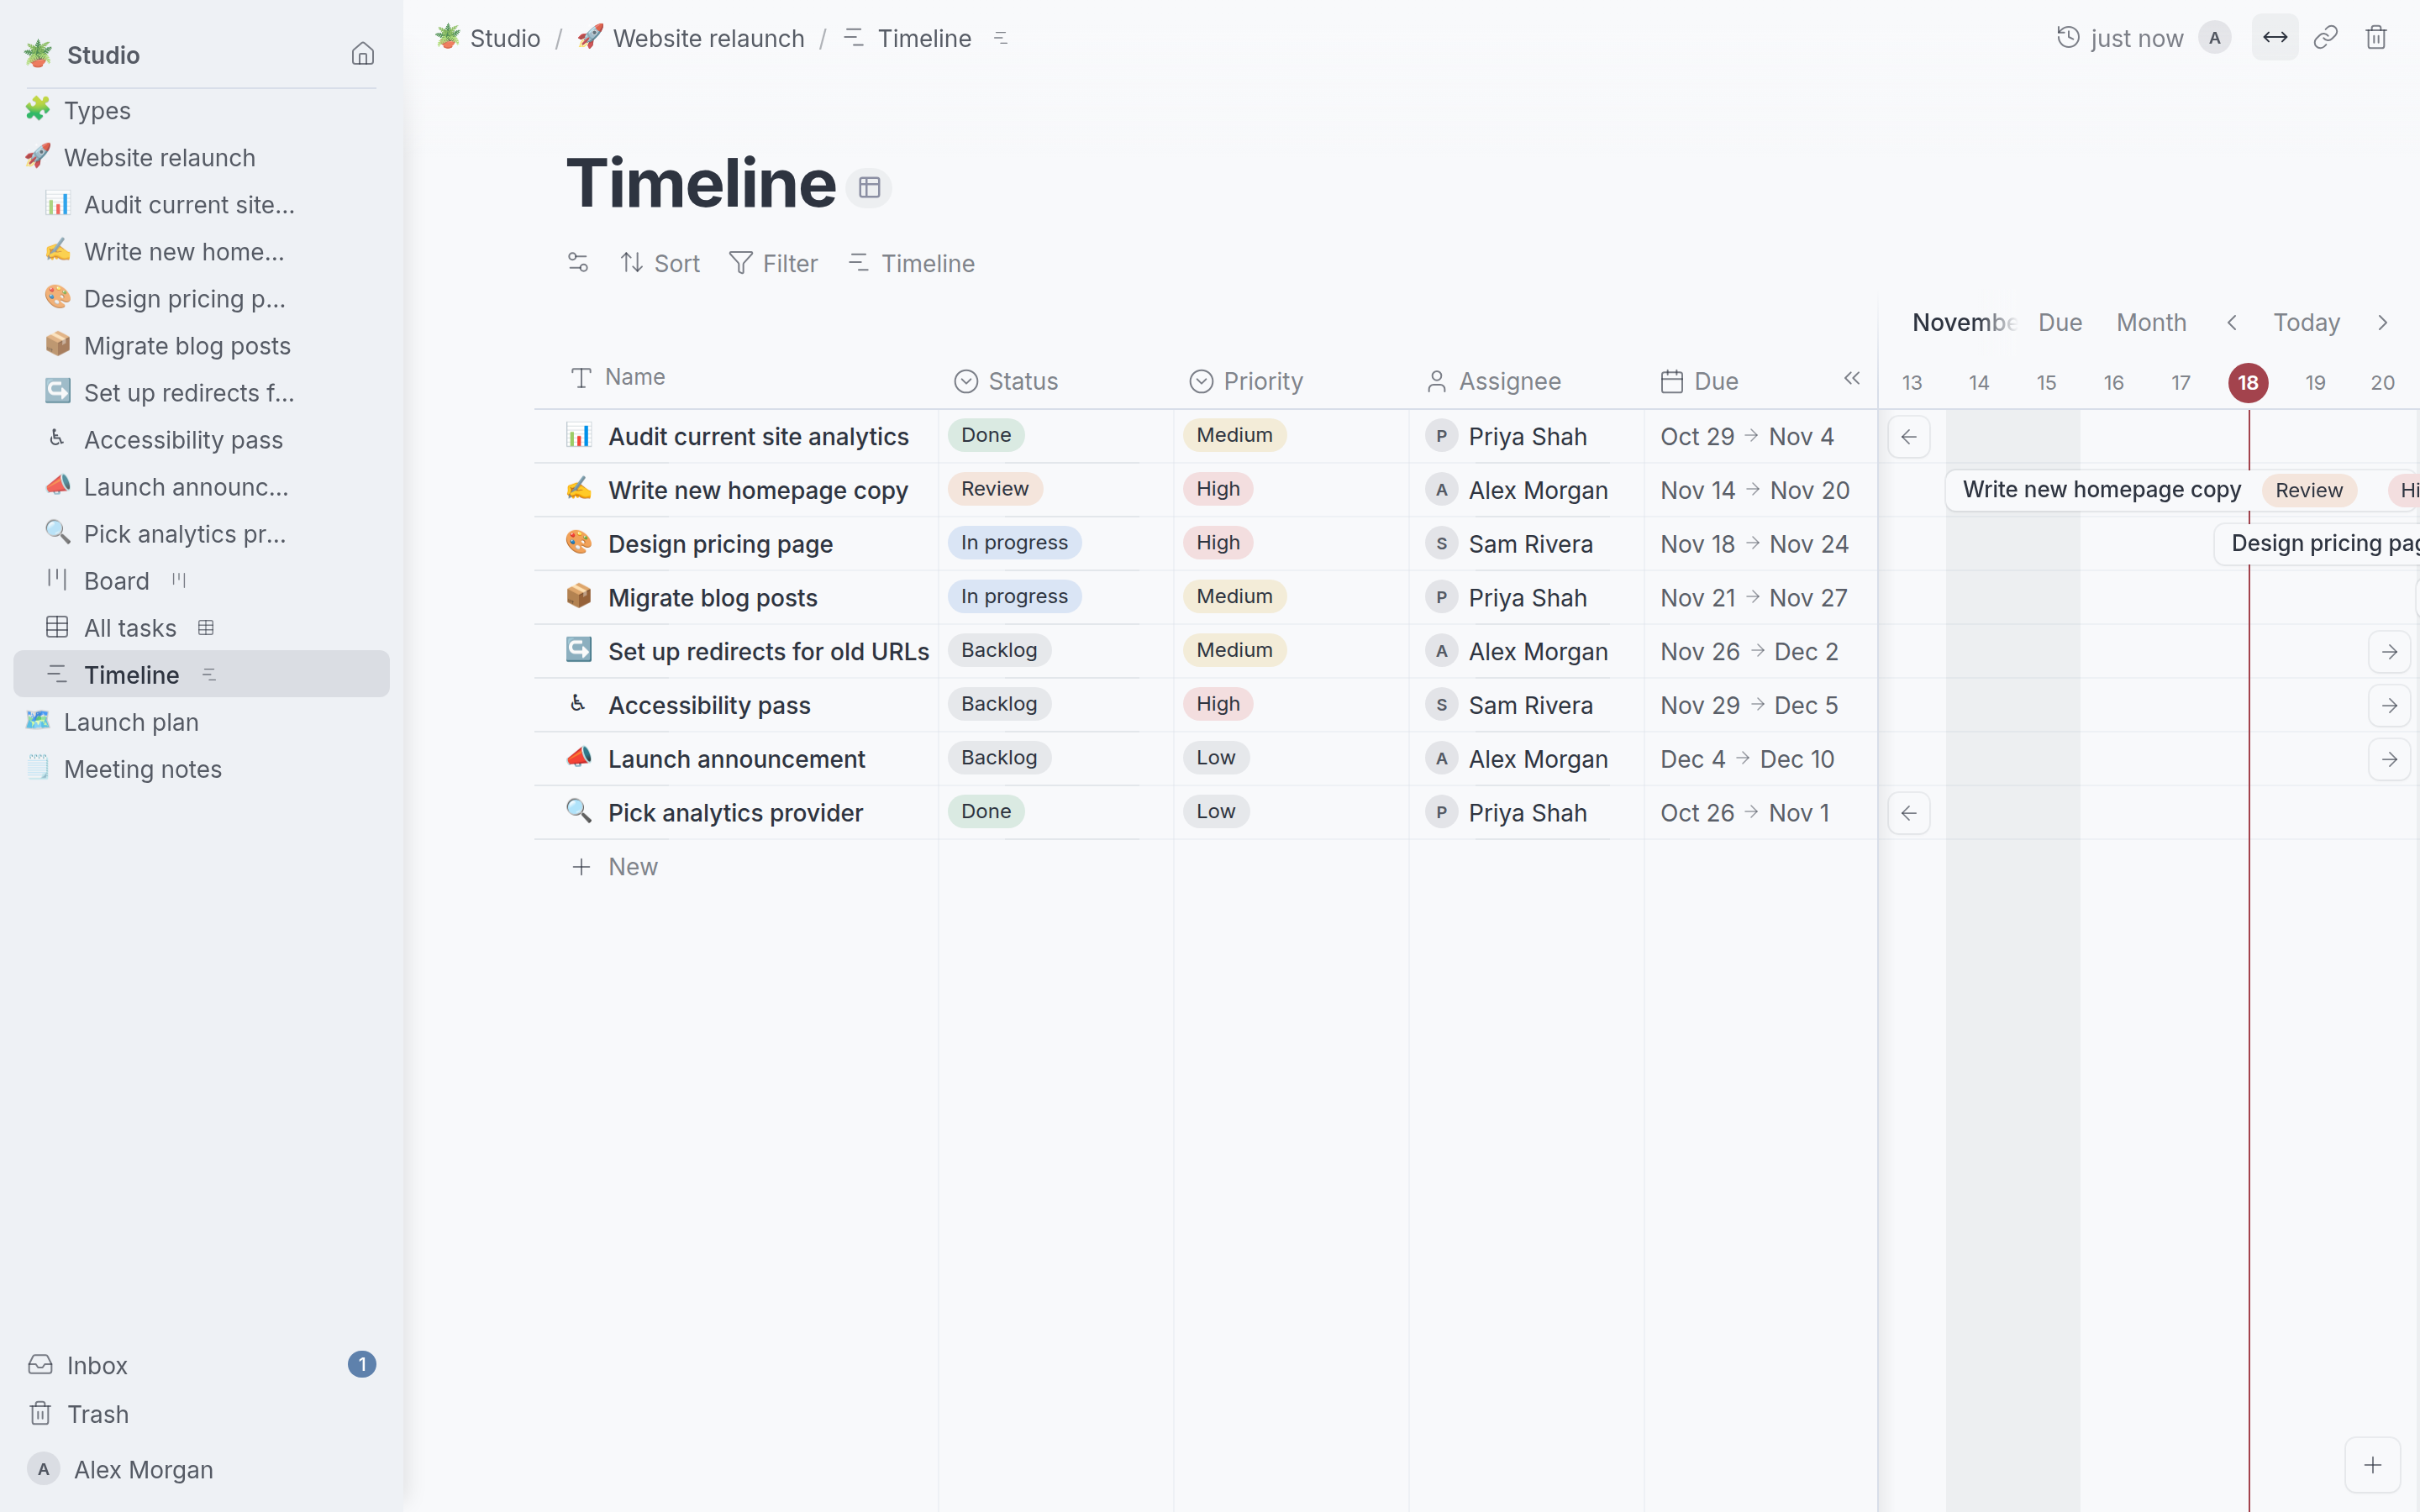 Studio
Types
Website relaunch
Audit current site...
Write new home...
Design pricing p...
Migrate blog posts
Set up redirects f...
Accessibility pass
Launch announc...
Pick analytics pr...
Board
All tasks
Timeline
Launch plan
Meeting notes
Inbox 1
Trash
A Alex Morgan
Studio / Website relaunch / Timeline
just now A
Timeline
Sort Filter Timeline
Novembe Due Month Today
Name Status Priority Assignee Due 13 14 15 16 17 18 19 20
Audit current site analytics Done Medium P Priya Shah Oct 29 → Nov 4
Write new homepage copy Review High A Alex Morgan Nov 14 → Nov 20 Write new homepage copy Review Hi
Design pricing page In progress High S Sam Rivera Nov 18 → Nov 24 Design pricing pag
Migrate blog posts In progress Medium P Priya Shah Nov 21 → Nov 27
Set up redirects for old URLs Backlog Medium A Alex Morgan Nov 26 → Dec 2
Accessibility pass Backlog High S Sam Rivera Nov 29 → Dec 5
Launch announcement Backlog Low A Alex Morgan Dec 4 → Dec 10
Pick analytics provider Done Low P Priya Shah Oct 26 → Nov 1
New